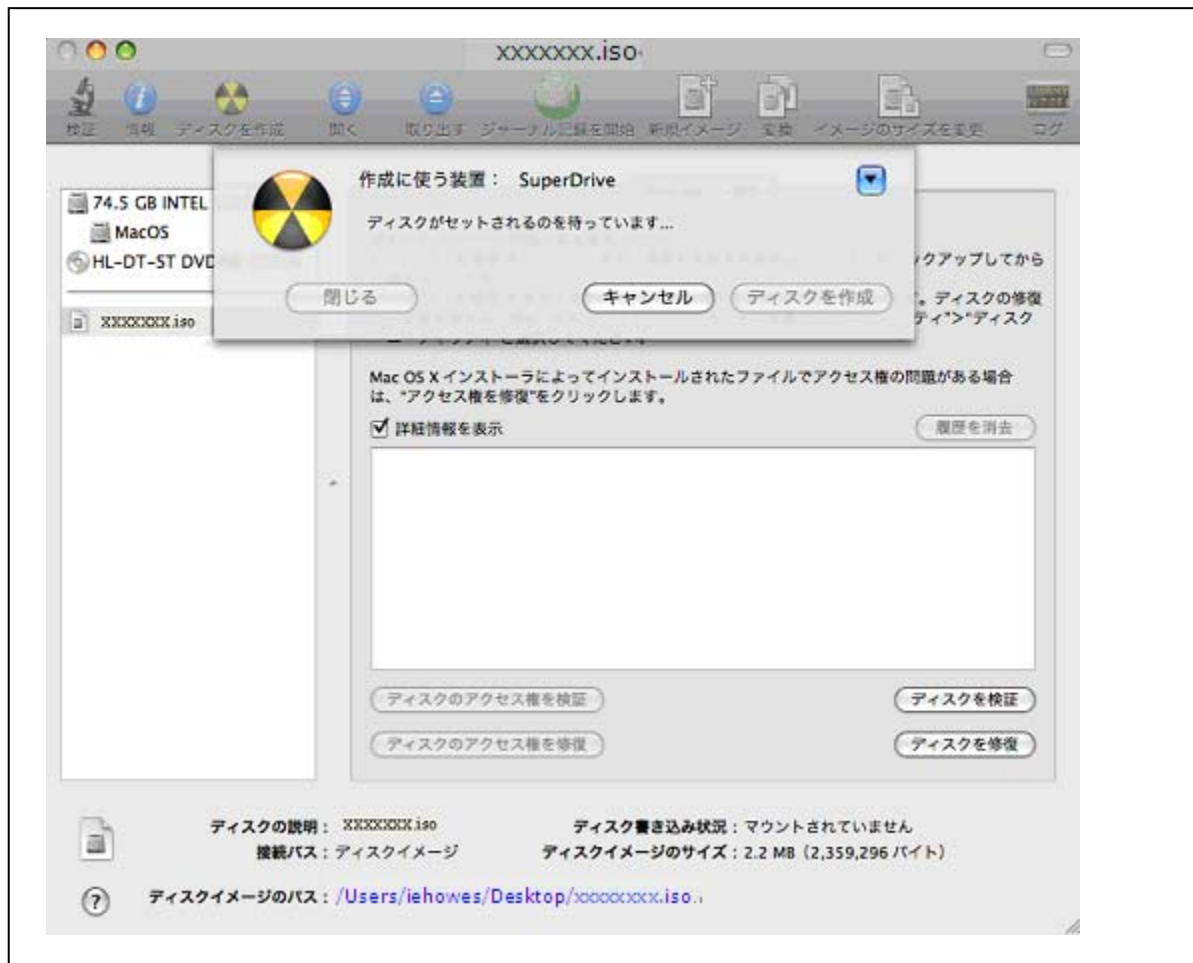 xxxxxxx.iso
検証 情報 ディスクを作成 開く 取り出す ジャーナル記録を開始 新規イメージ 変換 イメージのサイズを変更 ログ
作成に使う装置： SuperDrive
ディスクがセットされるのを待っています...
閉じる キャンセル ディスクを作成
74.5 GB INTEL
MacOS
HL-DT-ST DVD
xxxxxxx.iso
ックアップしてから
。ディスクの修復
ティ">"ディスク
Mac OS X インストーラによってインストールされたファイルでアクセス権の問題がある場合
は、"アクセス権を修復"をクリックします。
詳細情報を表示 履歴を消去
ディスクのアクセス権を検証 ディスクを検証
ディスクのアクセス権を修復 ディスクを修復
ディスクの説明： xxxxxxx.iso ディスク書き込み状況：マウントされていません
接続バス：ディスクイメージ ディスクイメージのサイズ：2.2 MB（2,359,296 バイト）
? ディスクイメージのパス：/Users/iehowes/Desktop/xxxxxxxx.iso